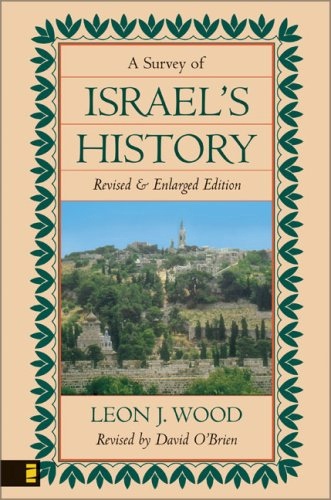 A Survey of
ISRAEL'S
HISTORY
Revised & Enlarged Edition
LEON J. WOOD
Revised by David O'Brien